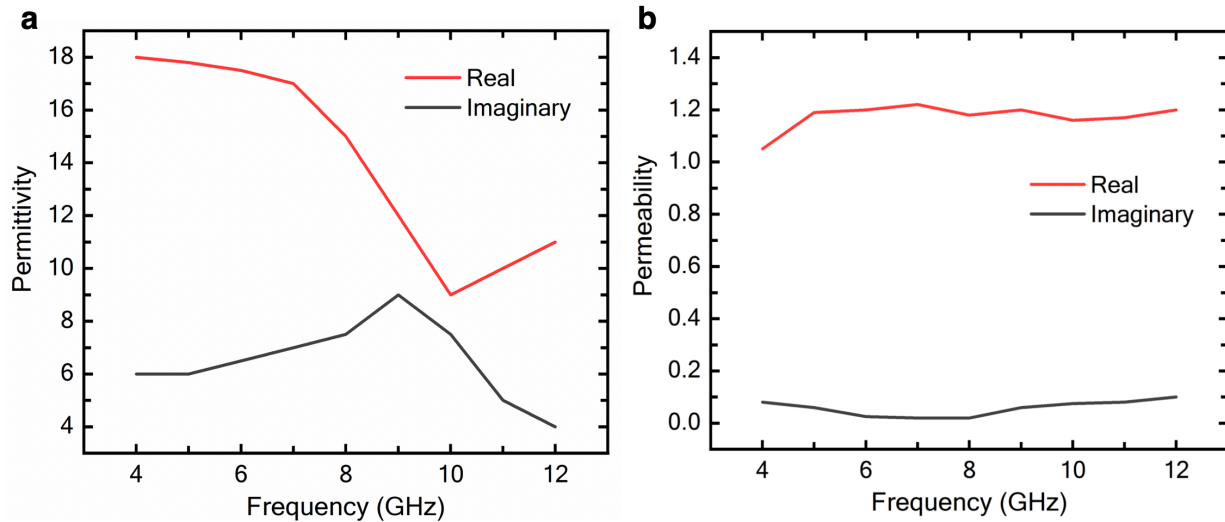 a
18
16
14
12
10
8
6
4
Permittivity
Real
Imaginary
4 6 8 10 12
Frequency (GHz)
b
1.4
1.2
1.0
0.8
0.6
0.4
0.2
0.0
Permeability
Real
Imaginary
4 6 8 10 12
Frequency (GHz)